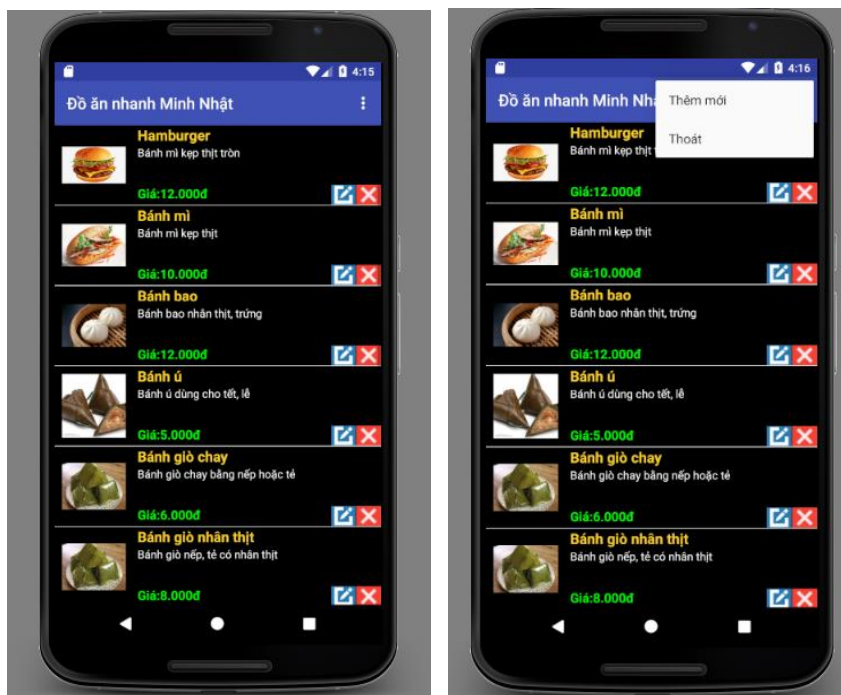 4:15
Đồ ăn nhanh Minh Nhật
Hamburger
Bánh mì kẹp thịt tròn
Giá:12.000đ
Bánh mì
Bánh mì kẹp thịt
Giá:10.000đ
Bánh bao
Bánh bao nhân thịt, trứng
Giá:12.000đ
Bánh ú
Bánh ú dùng cho tết, lễ
Giá:5.000đ
Bánh giò chay
Bánh giò chay bằng nếp hoặc tẻ
Giá:6.000đ
Bánh giò nhân thịt
Bánh giò nếp, tẻ có nhân thịt
Giá:8.000đ
4:16
Đồ ăn nhanh Minh
Thêm mới
Thoát
Hamburger
Bánh mì kẹp thịt
Giá:12.000đ
Bánh mì
Bánh mì kẹp thịt
Giá:10.000đ
Bánh bao
Bánh bao nhân thịt, trứng
Giá:12.000đ
Bánh ú
Bánh ú dùng cho tết, lễ
Giá:5.000đ
Bánh giò chay
Bánh giò chay bằng nếp hoặc tẻ
Giá:6.000đ
Bánh giò nhân thịt
Bánh giò nếp, tẻ có nhân thịt
Giá:8.000đ